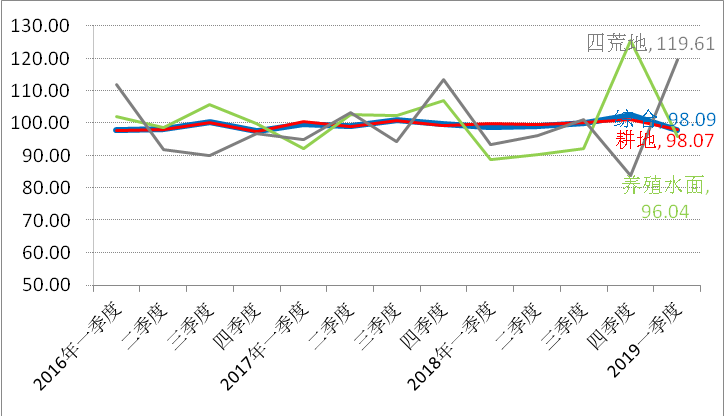 130.00
120.00
110.00
100.00
90.00
80.00
70.00
60.00
50.00
四荒地, 119.61
综合, 98.09
耕地, 98.07
养殖水面,
96.04
2016年一季度
二季度
三季度
四季度
2017年一季度
二季度
三季度
四季度
2018年一季度
二季度
三季度
四季度
2019一季度